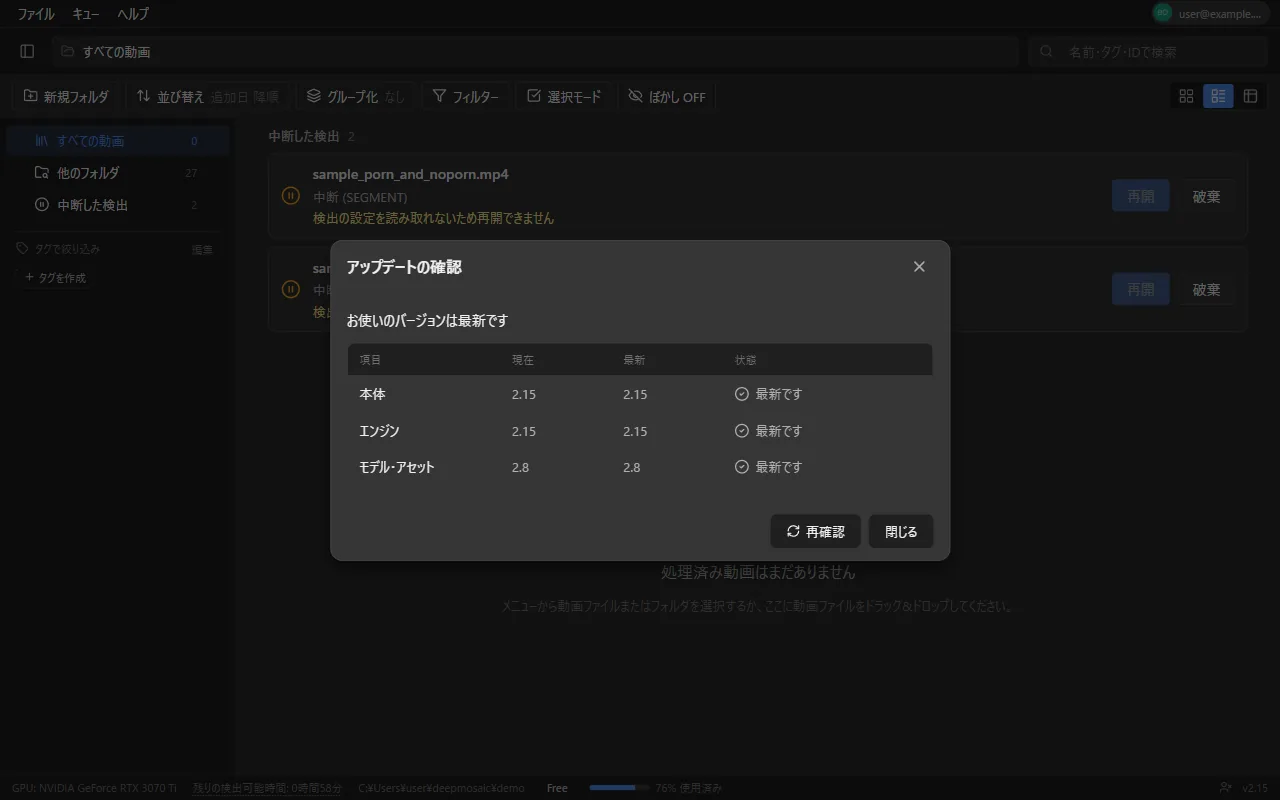 ファイル キュー ヘルプ user@example....
すべての動画 名前・タグ・IDで検索
新規フォルダ 並び替え 追加日 降順 グループ化 なし フィルター 選択モード ぼかし OFF
すべての動画 0
他のフォルダ 27
中断した検出 2
タグで絞り込み 編集
+ タグを作成
中断した検出 2
sample_porn_and_noporn.mp4
中断 (SEGMENT)
検出の設定を読み取れないため再開できません
再開 破棄
再開 破棄
アップデートの確認
お使いのバージョンは最新です
項目 現在 最新 状態
本体 2.15 2.15 最新です
エンジン 2.15 2.15 最新です
モデル・アセット 2.8 2.8 最新です
再確認 閉じる
処理済み動画はまだありません
メニューから動画ファイルまたはフォルダを選択するか、ここに動画ファイルをドラッグ&ドロップしてください。
GPU: NVIDIA GeForce RTX 3070 Ti 残りの検出可能時間: 0時間58分 C:¥Users¥user¥deepmosaic¥demo Free 76% 使用済み v2.15